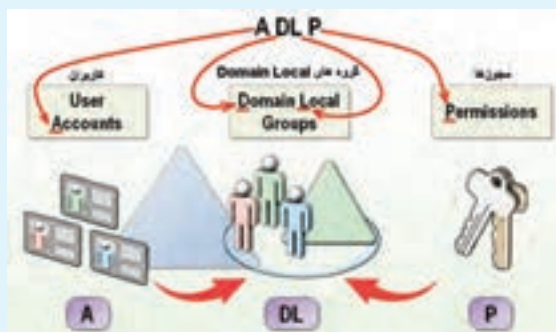 A DL P
کاربران
گروه های Domain Local
مجوزها
User
Accounts
Domain Local
Groups
Permissions
A
DL
P